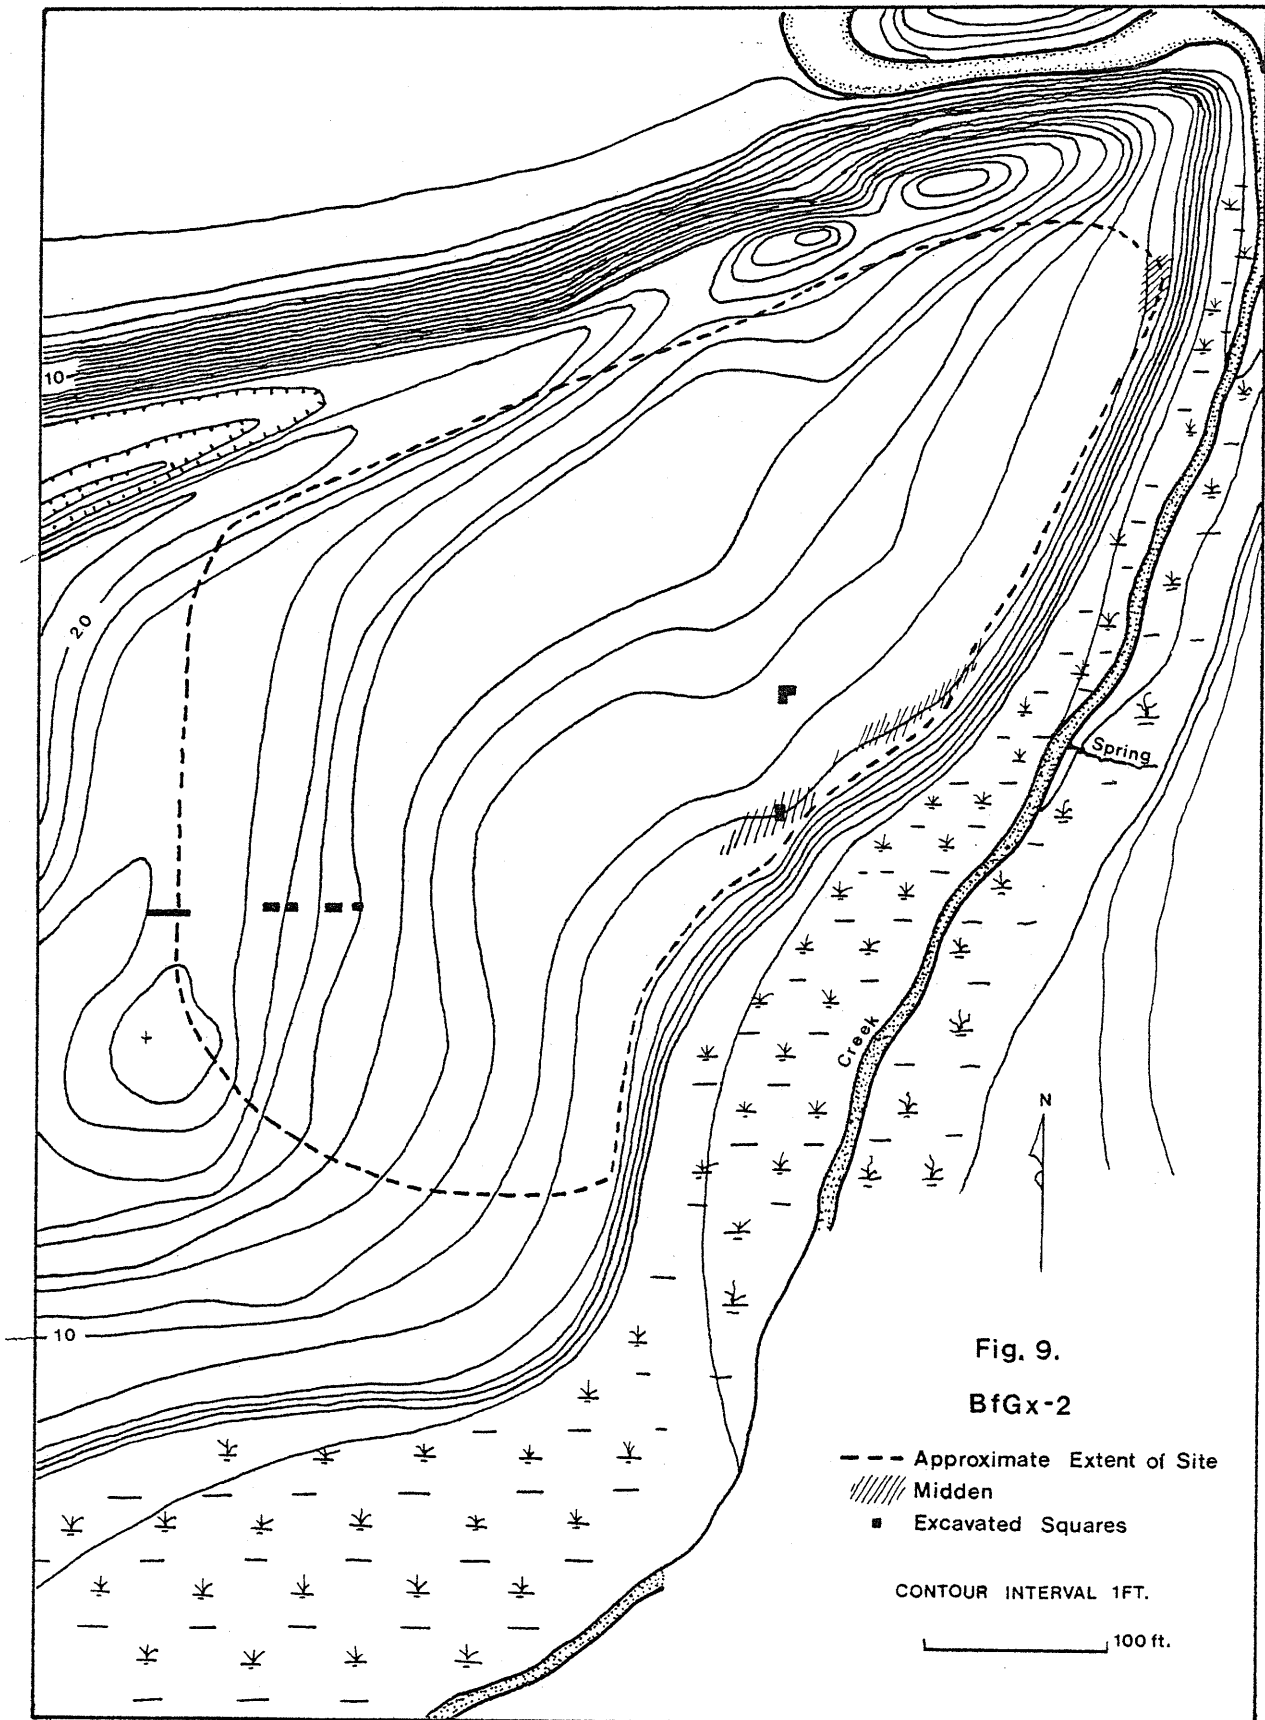 10
20
Spring
Creek
N
10
Fig. 9.
BfGx-2
Approximate Extent of Site
Midden
Excavated Squares
CONTOUR INTERVAL 1FT.
100 ft.